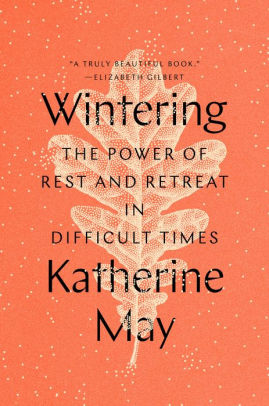 "A TRULY BEAUTIFUL BOOK."
—ELIZABETH GILBERT
Wintering
THE POWER OF
REST AND RETREAT
IN
DIFFICULT TIMES
Katherine
May